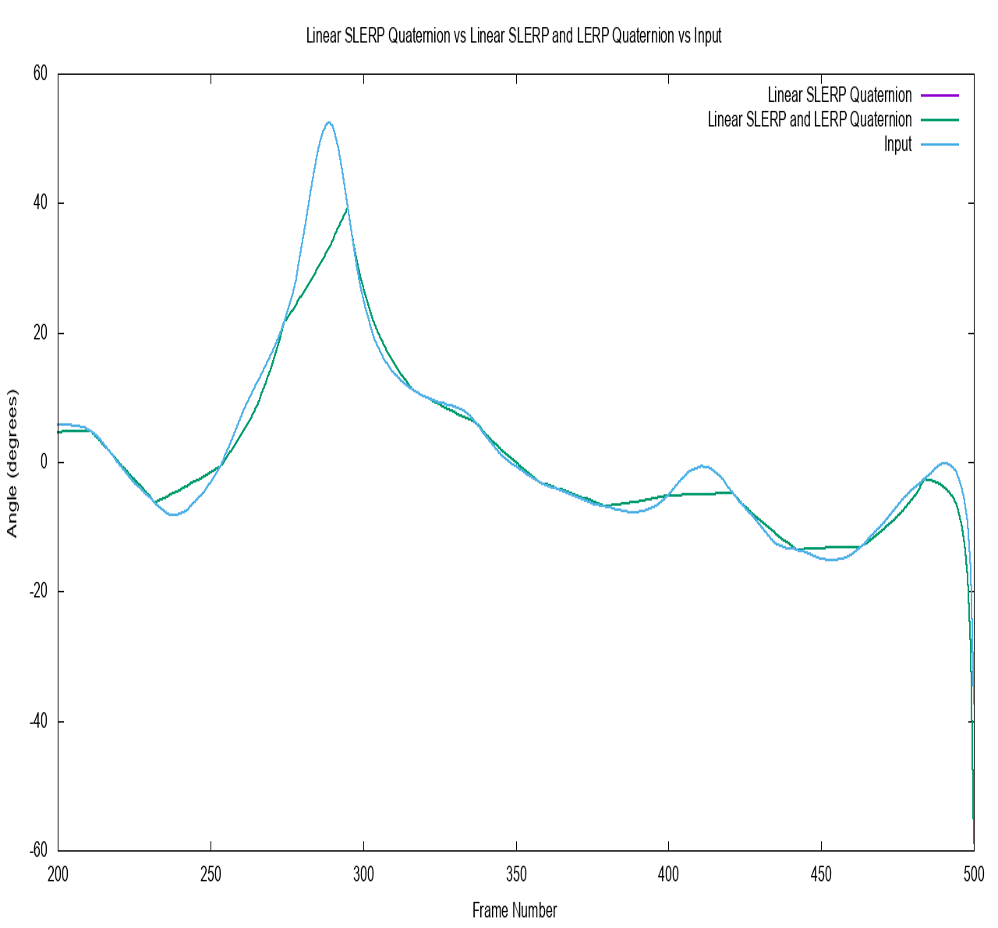 Linear SLERP Quaternion vs Linear SLERP and LERP Quaternion vs Input
60
40
20
0
-20
-40
-60
Angle (degrees)
Linear SLERP Quaternion
Linear SLERP and LERP Quaternion
Input
200 250 300 350 400 450 500
Frame Number